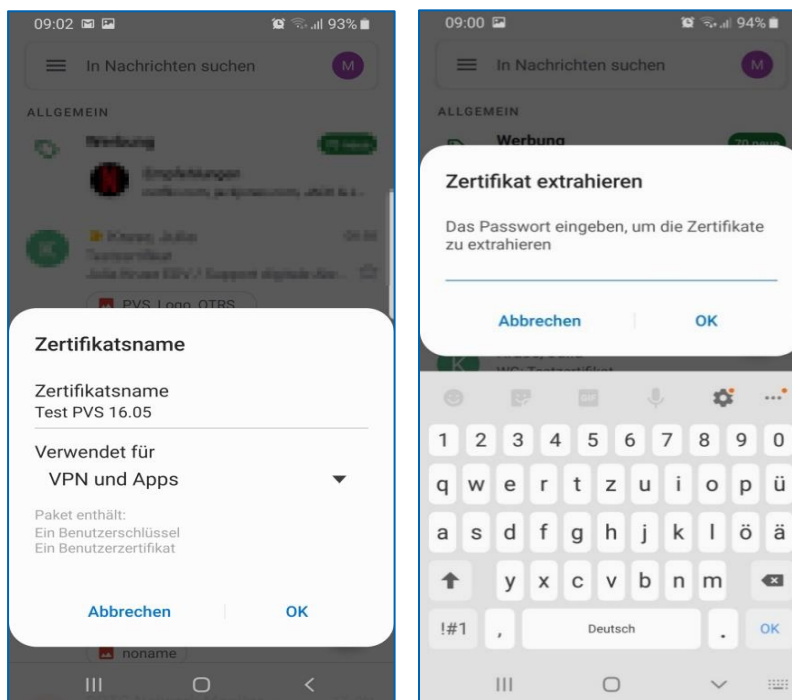 09:02
93%
In Nachrichten suchen
M
ALLGEMEIN
PVS_Logo_OTRS
Zertifikatsname
Zertifikatsname
Test PVS 16.05
Verwendet für
VPN und Apps
Paket enthält:
Ein Benutzerschlüssel
Ein Benutzerzertifikat
Abbrechen
OK
noname
09:00
94%
In Nachrichten suchen
M
ALLGEMEIN
Werbung
70 neue
Zertifikat extrahieren
Das Passwort eingeben, um die Zertifikate
zu extrahieren
Abbrechen
OK
K
WG: Testzertifikat
GIF
1 2 3 4 5 6 7 8 9 0
q w e r t z u i o p ü
a s d f g h j k l ö ä
y x c v b n m
!#1 , Deutsch . OK